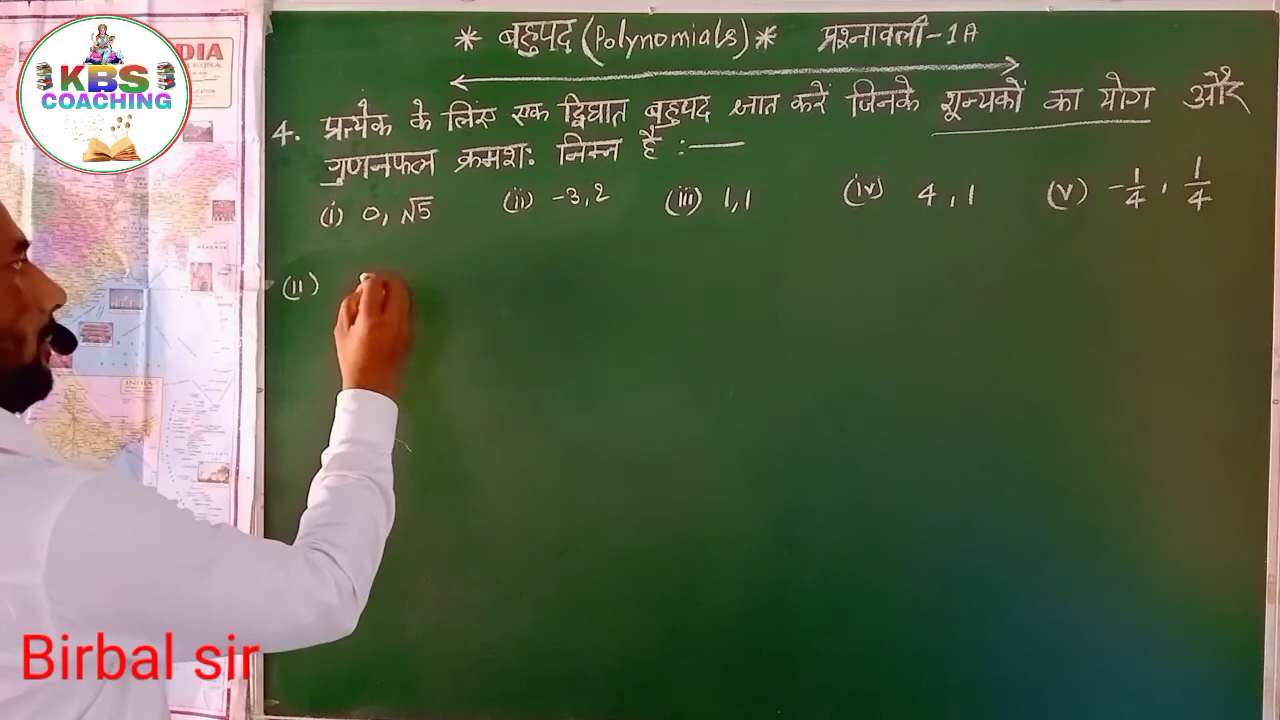 KBS
COACHING
INDIA
* बहुपद (Polynomials) * प्रश्नावली-1A
4. प्रत्येक के लिए एक द्विघात बहुपद ज्ञात करें जिनके शून्यकों का योग और
गुणनफल क्रमशः निम्न है :—
(i) 0, √5 (ii) -3, 2 (iii) 1, 1 (iv) 4, 1 (v) -1/4, 1/4
(ii)
Birbal sir